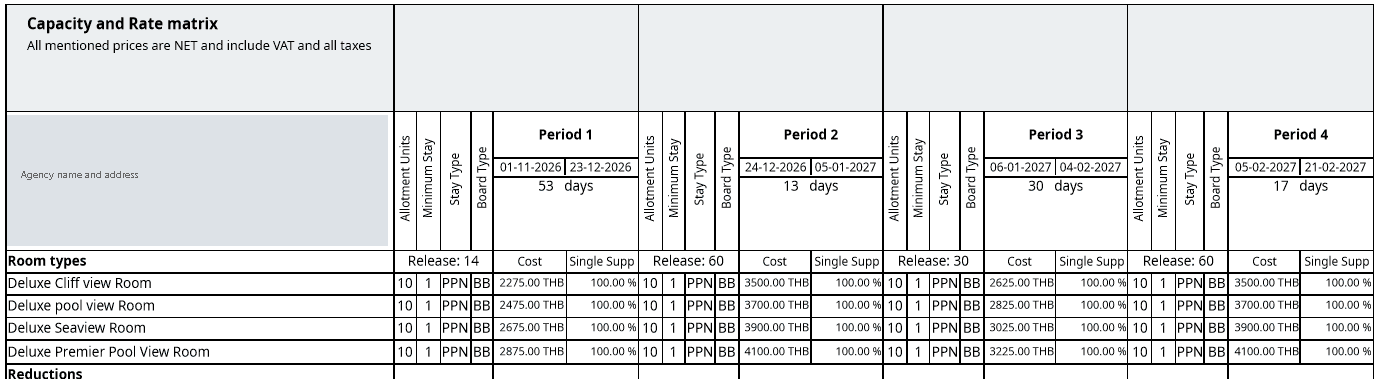 Capacity and Rate matrix
All mentioned prices are NET and include VAT and all taxes
Agency name and address
Allotment Units Minimum Stay Stay Type Board Type Period 1 Allotment Units Minimum Stay Stay Type Board Type Period 2 Allotment Units Minimum Stay Stay Type Board Type Period 3 Allotment Units Minimum Stay Stay Type Board Type Period 4
01-11-2026 23-12-2026 24-12-2026 05-01-2027 06-01-2027 04-02-2027 05-02-2027 21-02-2027
53 days 13 days 30 days 17 days
Room types Release: 14 Cost Single Supp Release: 60 Cost Single Supp Release: 30 Cost Single Supp Release: 60 Cost Single Supp
Deluxe Cliff view Room 10 1 PPN BB 2275.00 THB 100.00 % 10 1 PPN BB 3500.00 THB 100.00 % 10 1 PPN BB 2625.00 THB 100.00 % 10 1 PPN BB 3500.00 THB 100.00 %
Deluxe pool view Room 10 1 PPN BB 2475.00 THB 100.00 % 10 1 PPN BB 3700.00 THB 100.00 % 10 1 PPN BB 2825.00 THB 100.00 % 10 1 PPN BB 3700.00 THB 100.00 %
Deluxe Seaview Room 10 1 PPN BB 2675.00 THB 100.00 % 10 1 PPN BB 3900.00 THB 100.00 % 10 1 PPN BB 3025.00 THB 100.00 % 10 1 PPN BB 3900.00 THB 100.00 %
Deluxe Premier Pool View Room 10 1 PPN BB 2875.00 THB 100.00 % 10 1 PPN BB 4100.00 THB 100.00 % 10 1 PPN BB 3225.00 THB 100.00 % 10 1 PPN BB 4100.00 THB 100.00 %
Reductions